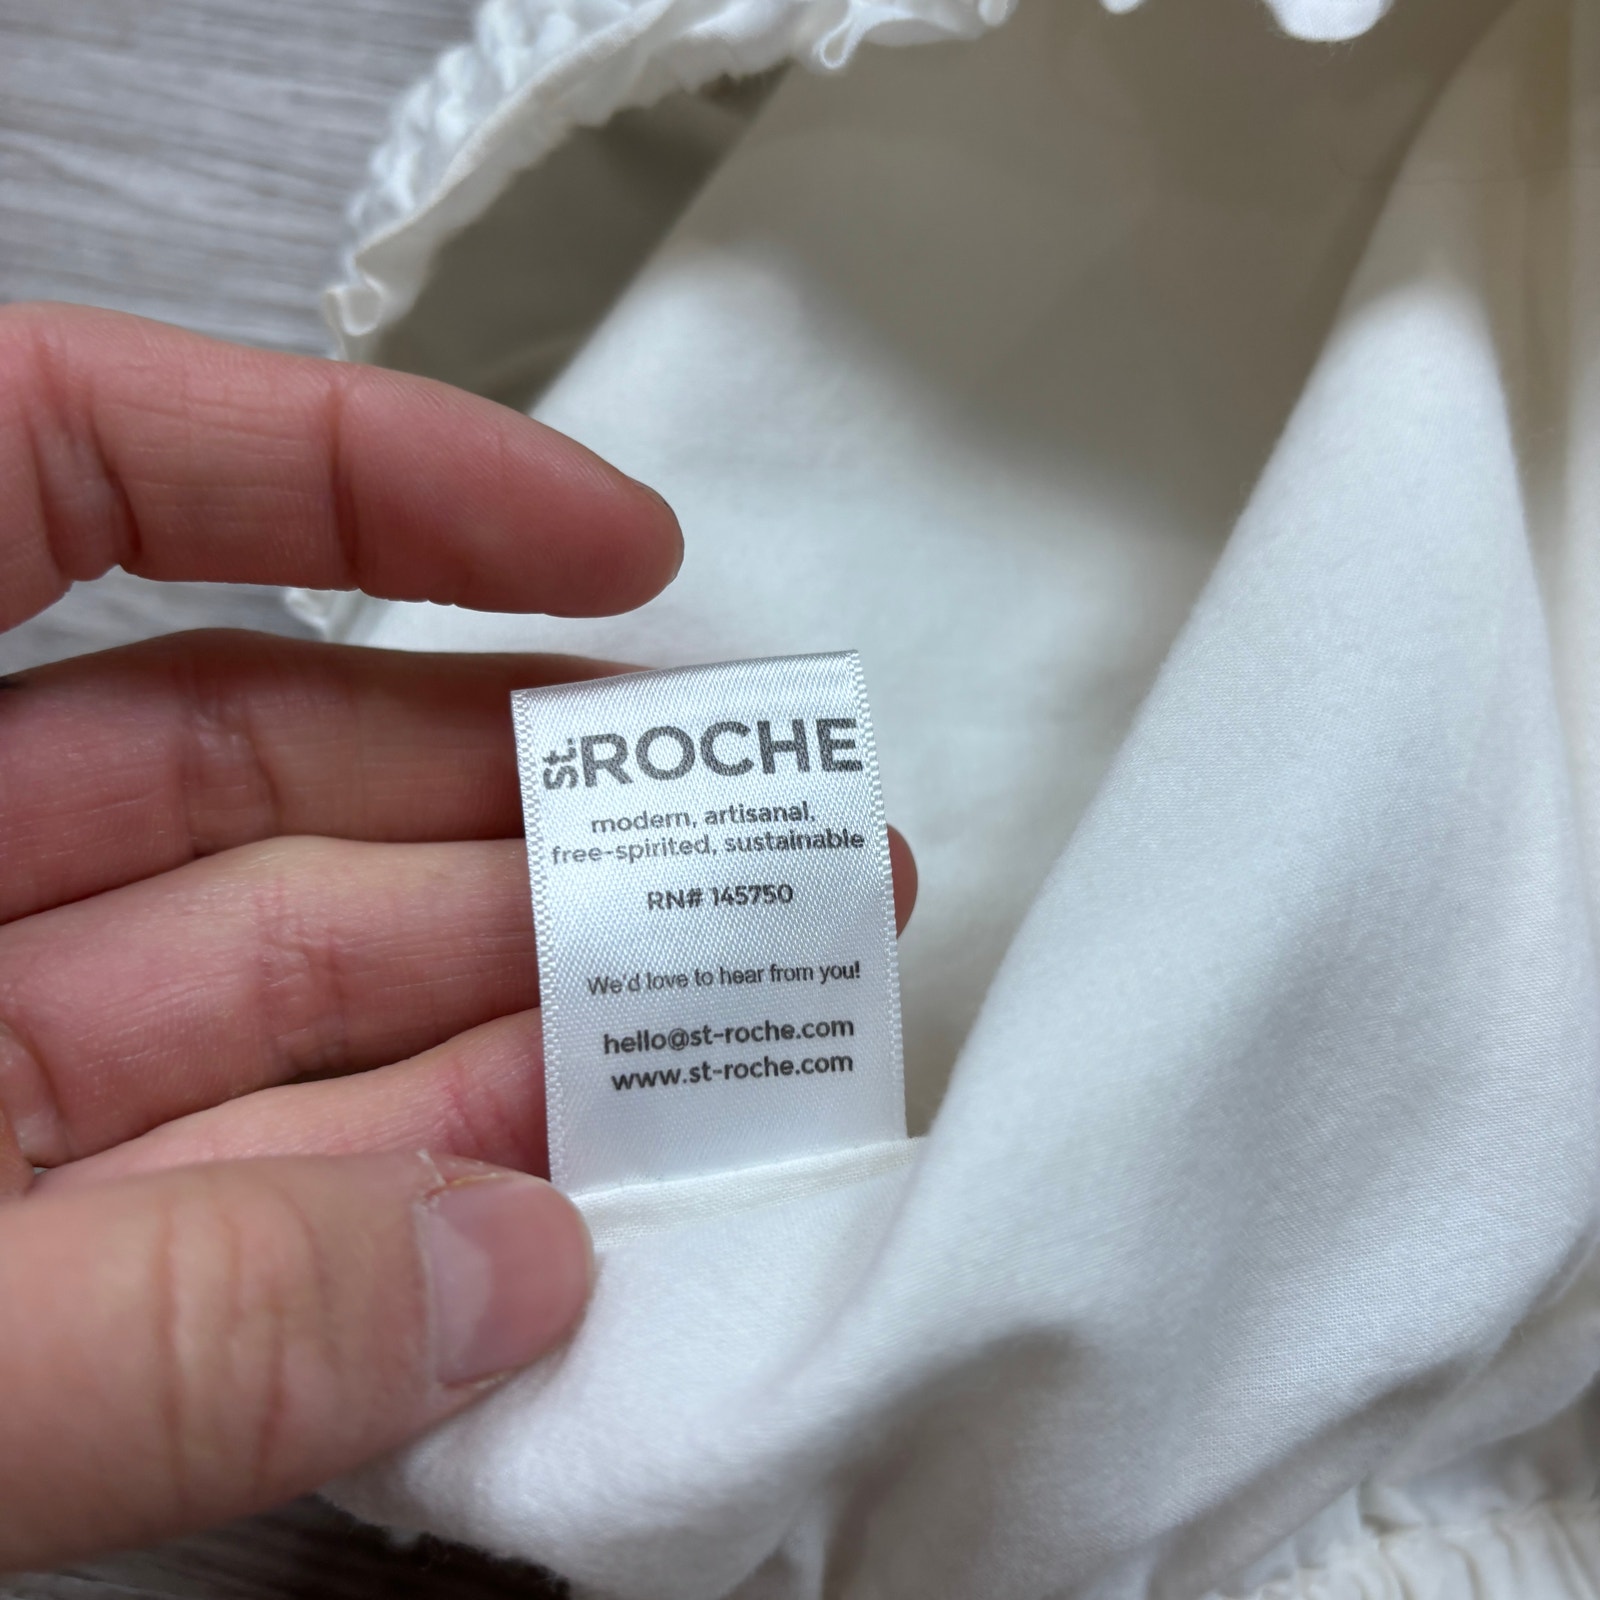 st. ROCHE
modern, artisanal,
free-spirited, sustainable
RN# 145750
We'd love to hear from you!
hello@st-roche.com
www.st-roche.com